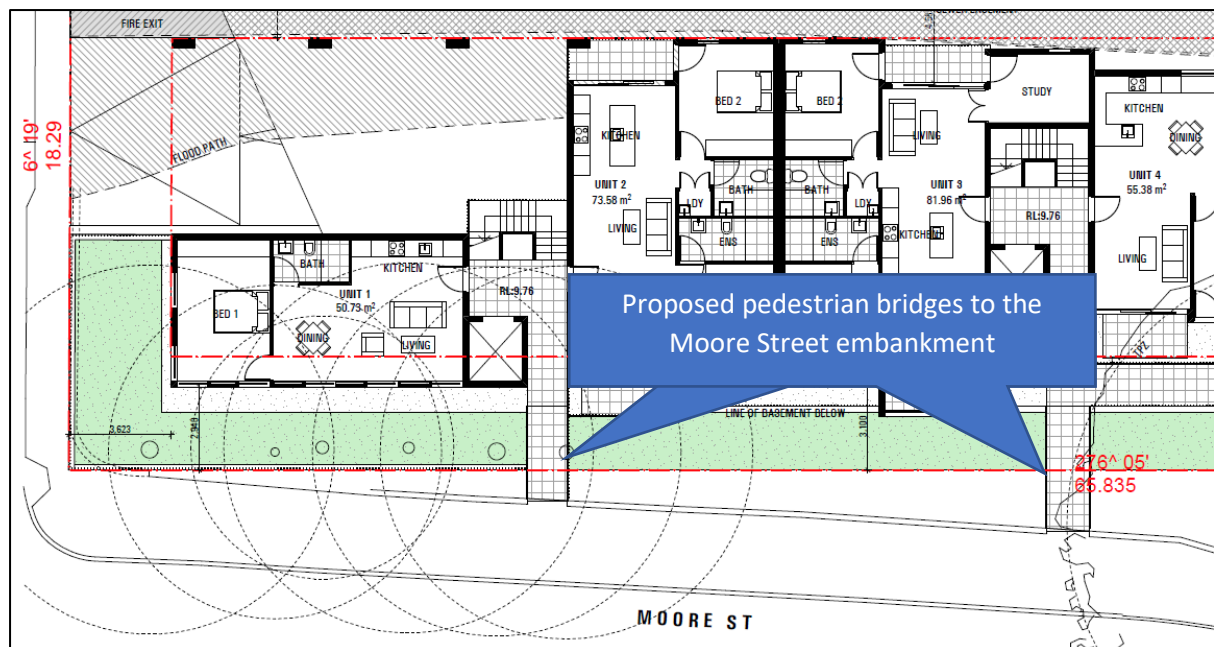 FIRE EXIT
SEWER EASEMENT
6^ 19'
18.29
FLOOD PATH
BED 2
BED 2
STUDY
KITCHEN
DINING
KITCHEN
LIVING
UNIT 2
73.58 m²
BATH
BATH
UNIT 3
81.96 m²
UNIT 4
55.38 m²
LDY
LDY
LIVING
ENS
ENS
KITCHEN
RL:9.76
LIVING
BATH
KITCHEN
UNIT 1
50.73 m²
BED 1
DINING
LIVING
RL:9.76
Proposed pedestrian bridges to the
Moore Street embankment
TPZ
LINE OF BASEMENT BELOW
3.623
3.100
276^ 05'
65.835
MOORE ST